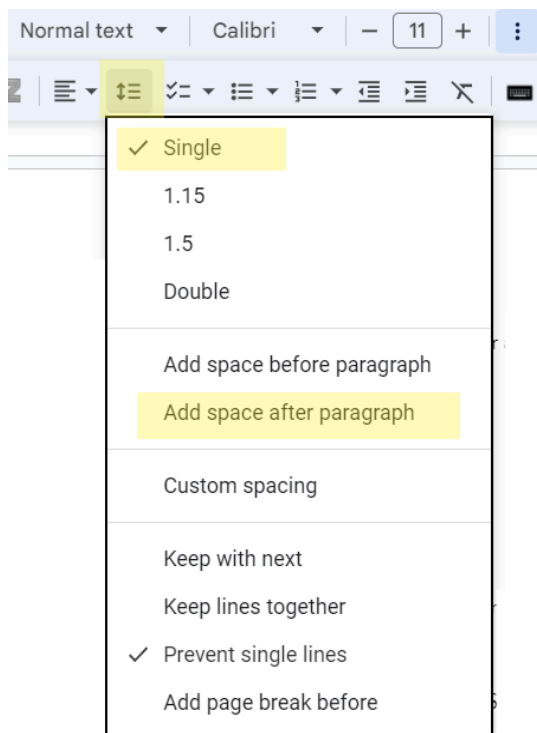 Normal text Calibri − 11 +
Single
1.15
1.5
Double
Add space before paragraph
Add space after paragraph
Custom spacing
Keep with next
Keep lines together
Prevent single lines
Add page break before